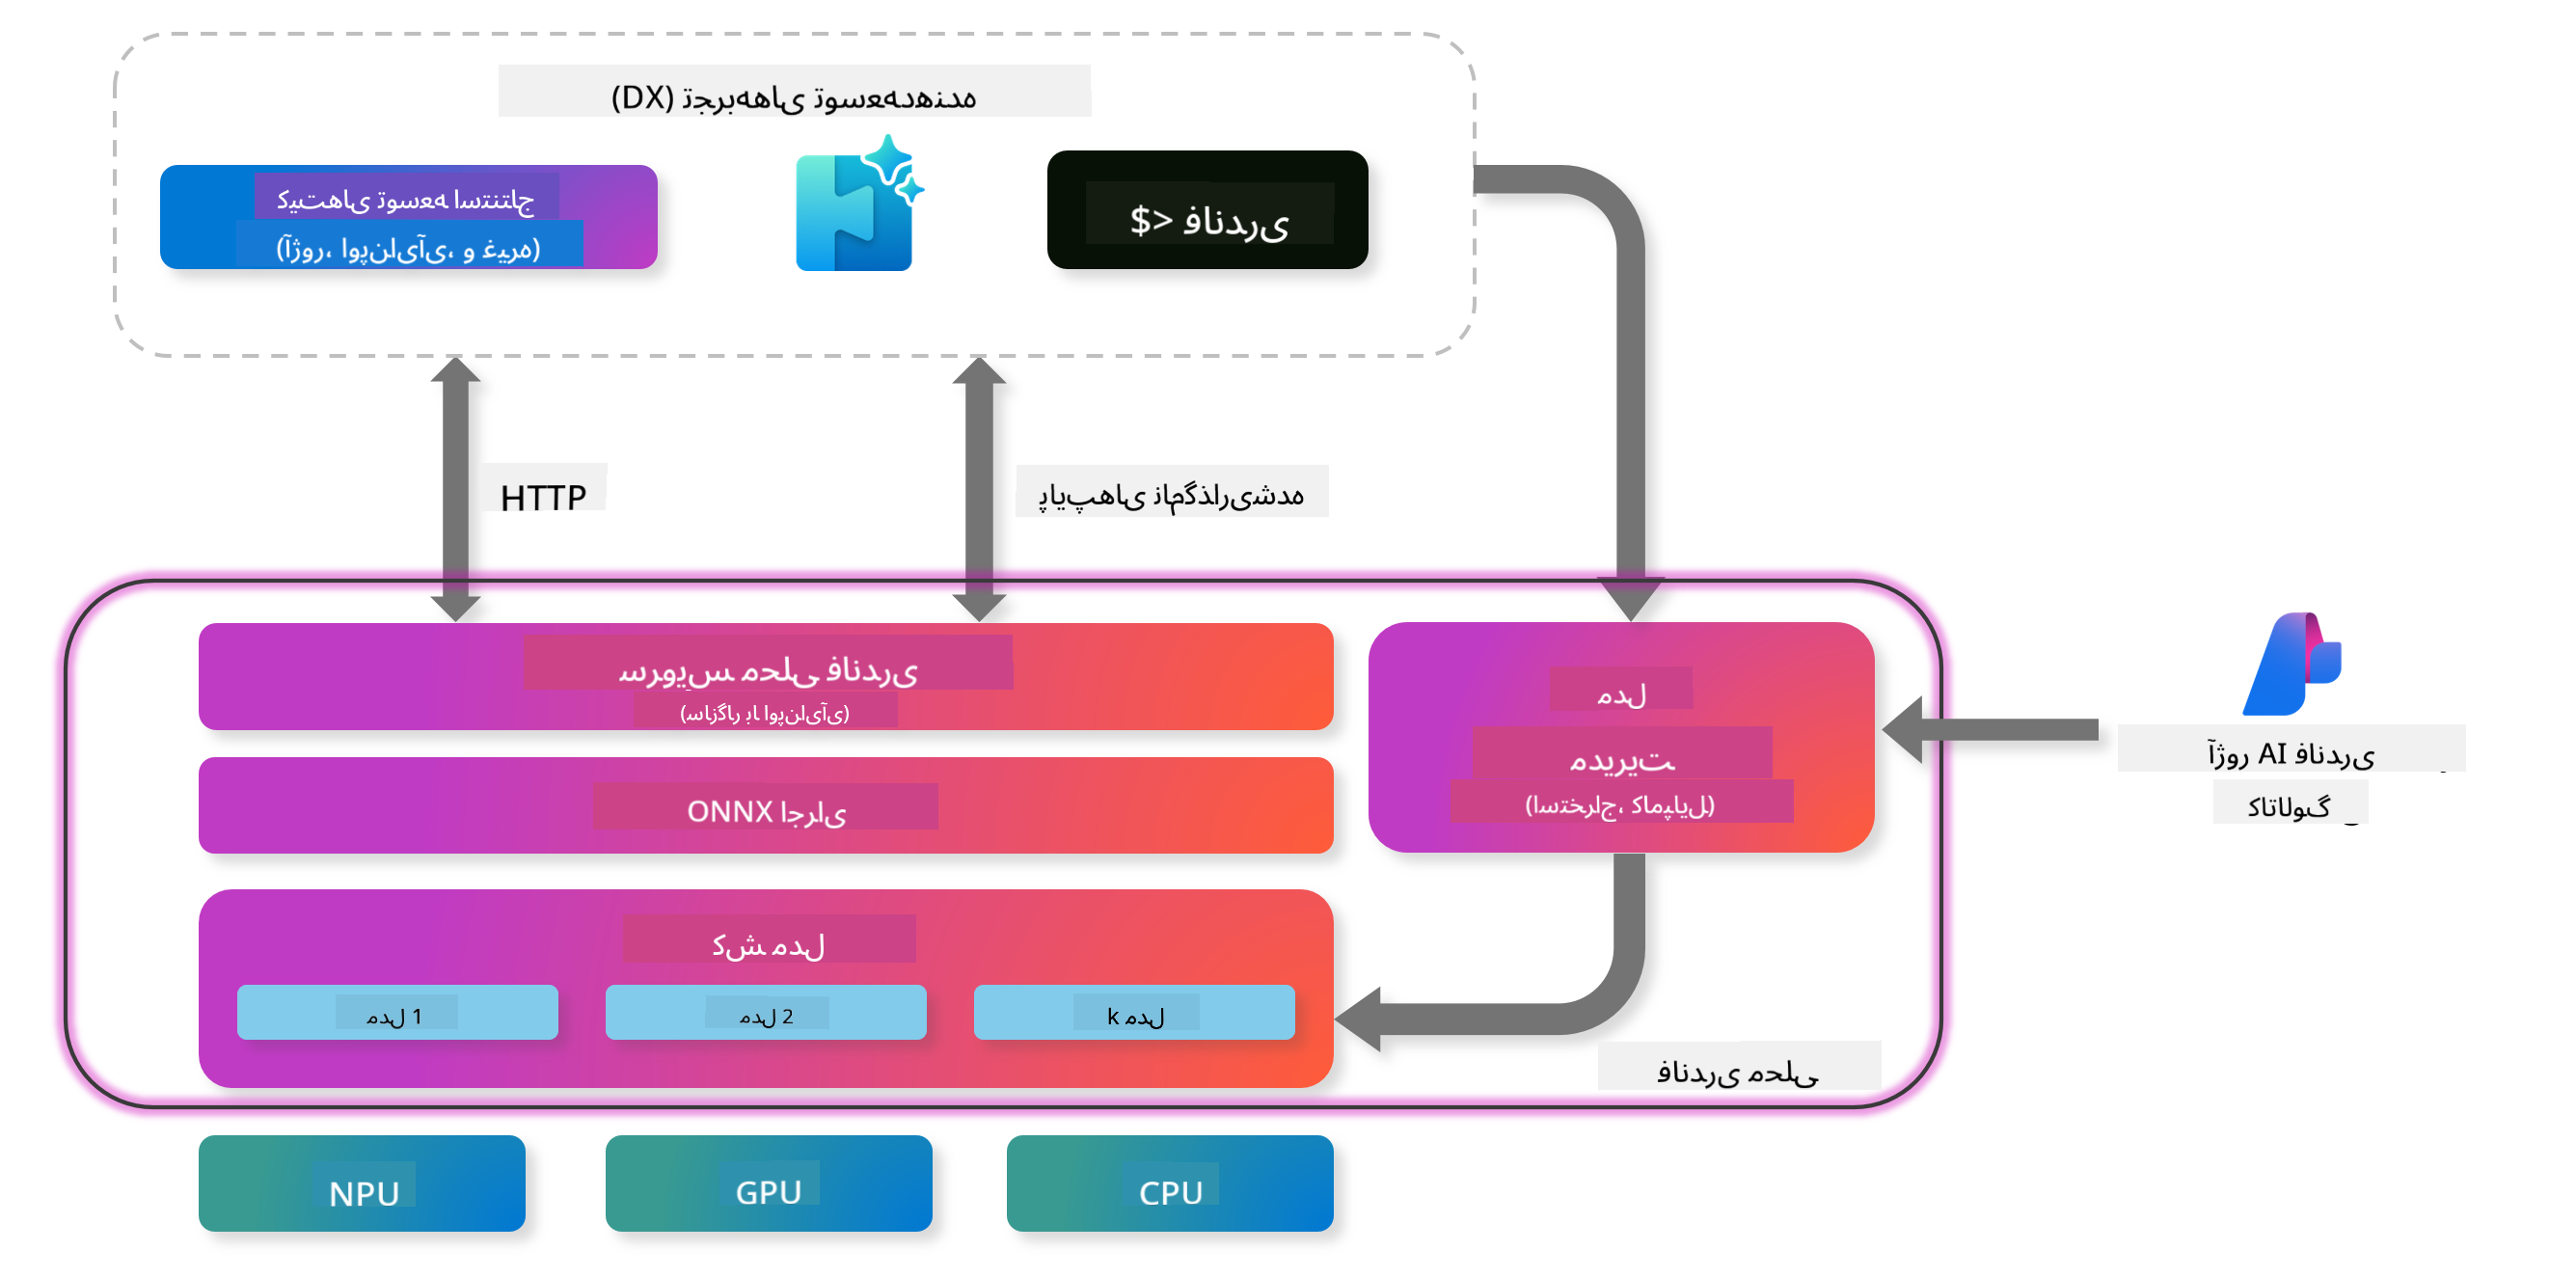 (DX) تجربه‌های توسعه‌دهنده
کیت‌های توسعه استنتاج
(آژور، اوپن‌ای‌آی، و غیره)
$> فاندری
HTTP
پایپ‌های نام‌گذاری‌شده
سرویس محلی فاندری
(سازگار با اوپن‌ای‌آی)
مدل
مدیریت
(استخراج، کامپایل)
آژور AI فاندری
کاتالوگ
ONNX اجرای
کش مدل
مدل 1
مدل 2
k مدل
فاندری محلی
NPU
GPU
CPU